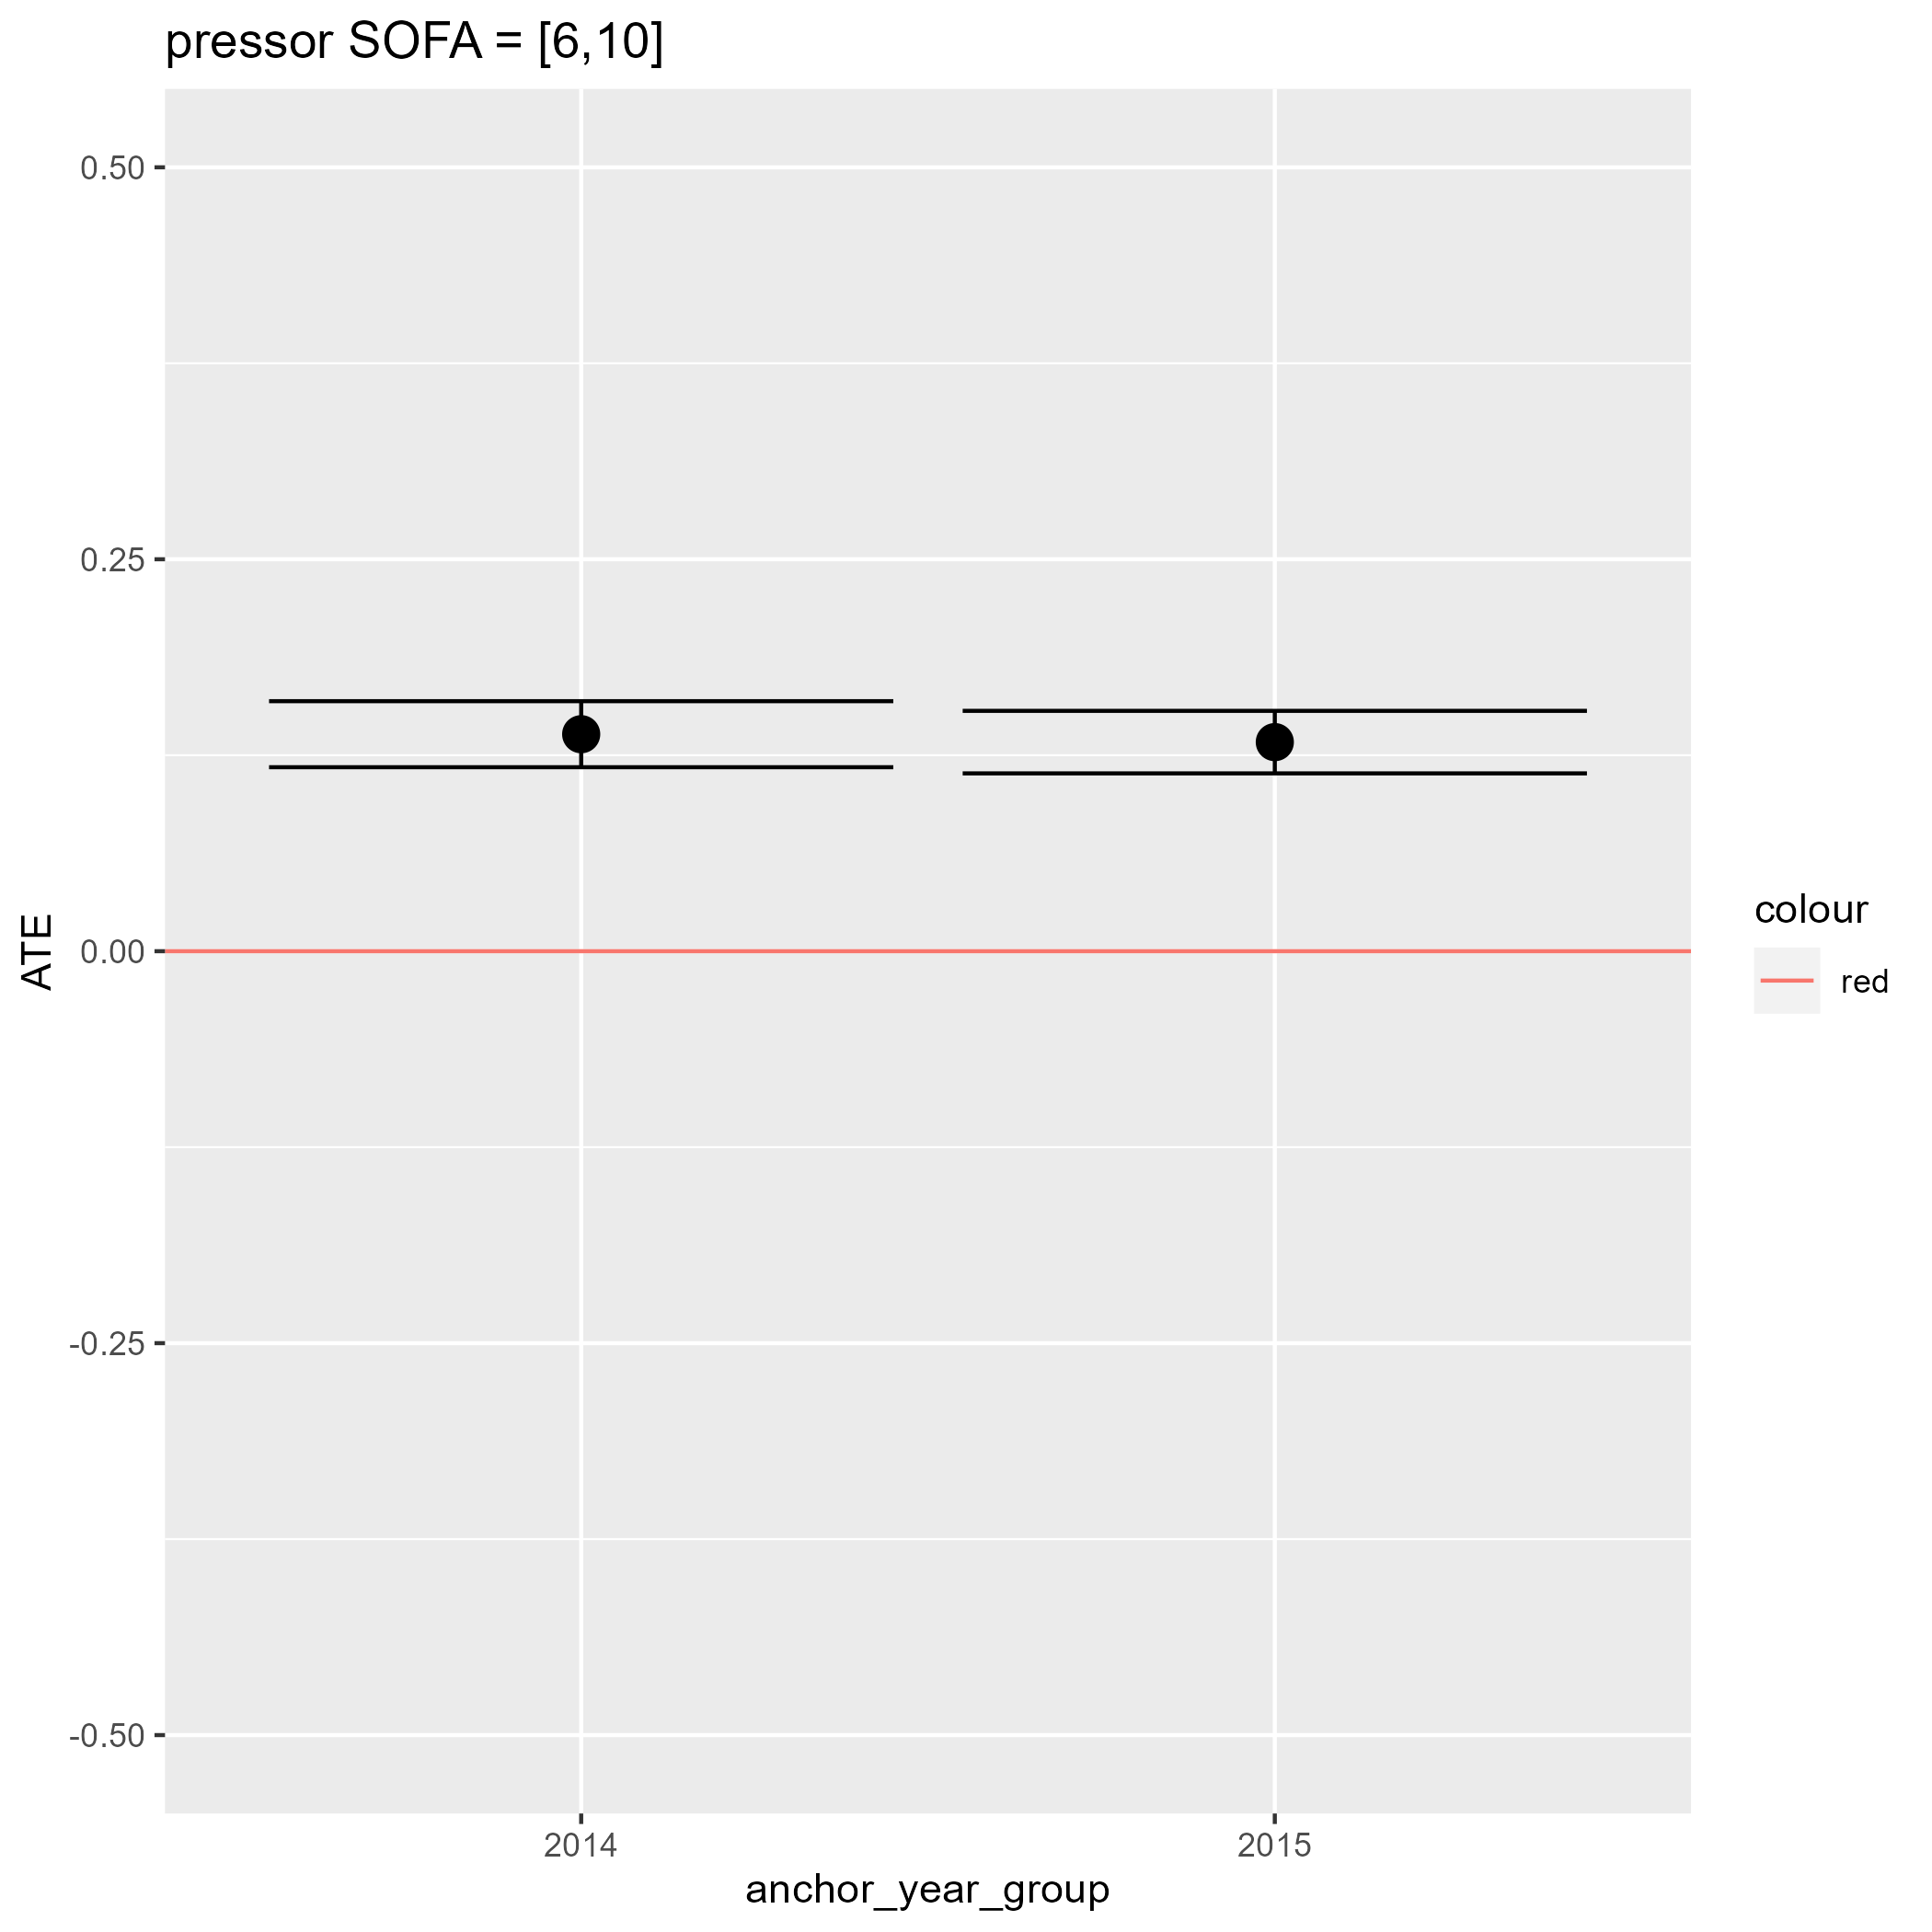 pressor SOFA = [6,10]
0.50
0.25
0.00
-0.25
-0.50
ATE
2014
2015
anchor_year_group
colour
red